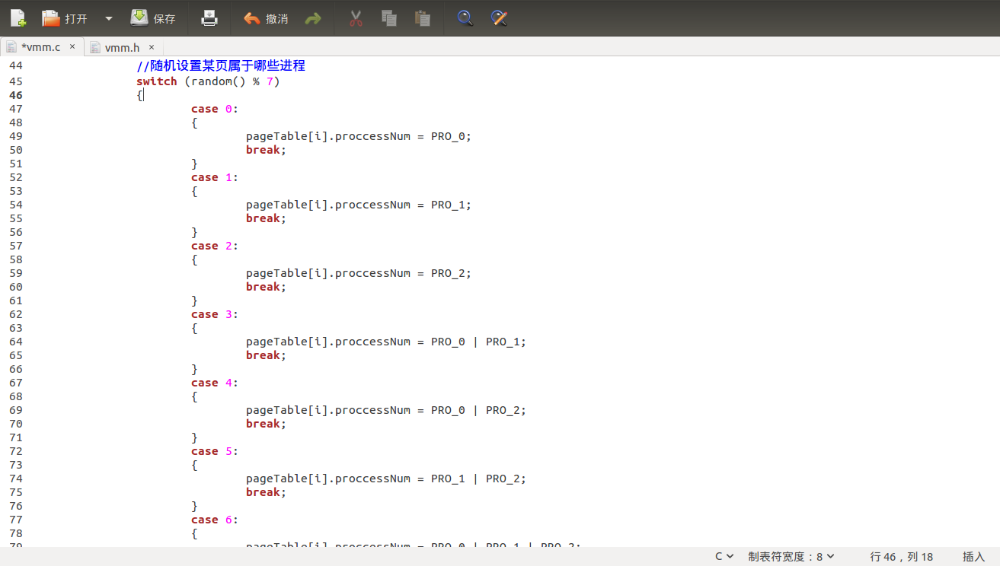 打开 保存 撤消
*vmm.c × vmm.h ×
44 //随机设置某页属于哪些进程
45 switch (random() % 7)
46 {
47 case 0:
48 {
49 pageTable[i].proccessNum = PRO_0;
50 break;
51 }
52 case 1:
53 {
54 pageTable[i].proccessNum = PRO_1;
55 break;
56 }
57 case 2:
58 {
59 pageTable[i].proccessNum = PRO_2;
60 break;
61 }
62 case 3:
63 {
64 pageTable[i].proccessNum = PRO_0 | PRO_1;
65 break;
66 }
67 case 4:
68 {
69 pageTable[i].proccessNum = PRO_0 | PRO_2;
70 break;
71 }
72 case 5:
73 {
74 pageTable[i].proccessNum = PRO_1 | PRO_2;
75 break;
76 }
77 case 6:
78 {
79 pageTable[i].proccessNum = PRO_0 | PRO_1 | PRO_2;
C 制表符宽度：8 行 46，列 18 插入